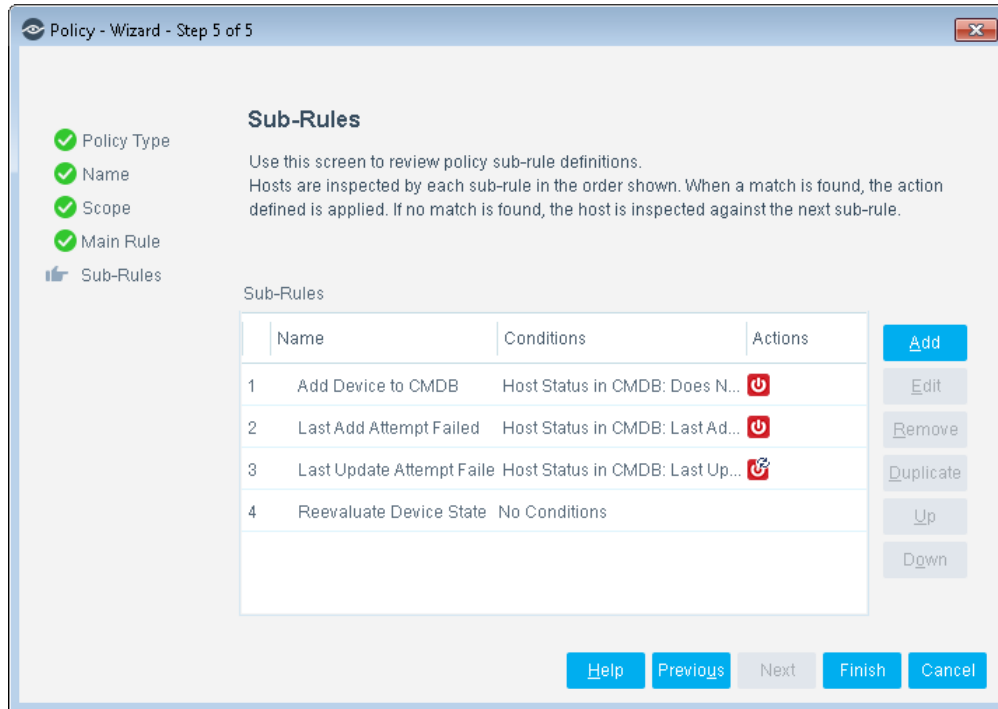 Policy - Wizard - Step 5 of 5
Policy Type
Name
Scope
Main Rule
Sub-Rules
Sub-Rules
Use this screen to review policy sub-rule definitions.
Hosts are inspected by each sub-rule in the order shown. When a match is found, the action
defined is applied. If no match is found, the host is inspected against the next sub-rule.
Sub-Rules
Name Conditions Actions
1 Add Device to CMDB Host Status in CMDB: Does N...
2 Last Add Attempt Failed Host Status in CMDB: Last Ad...
3 Last Update Attempt Faile Host Status in CMDB: Last Up...
4 Reevaluate Device State No Conditions
Add
Edit
Remove
Duplicate
Up
Down
Help Previous Next Finish Cancel